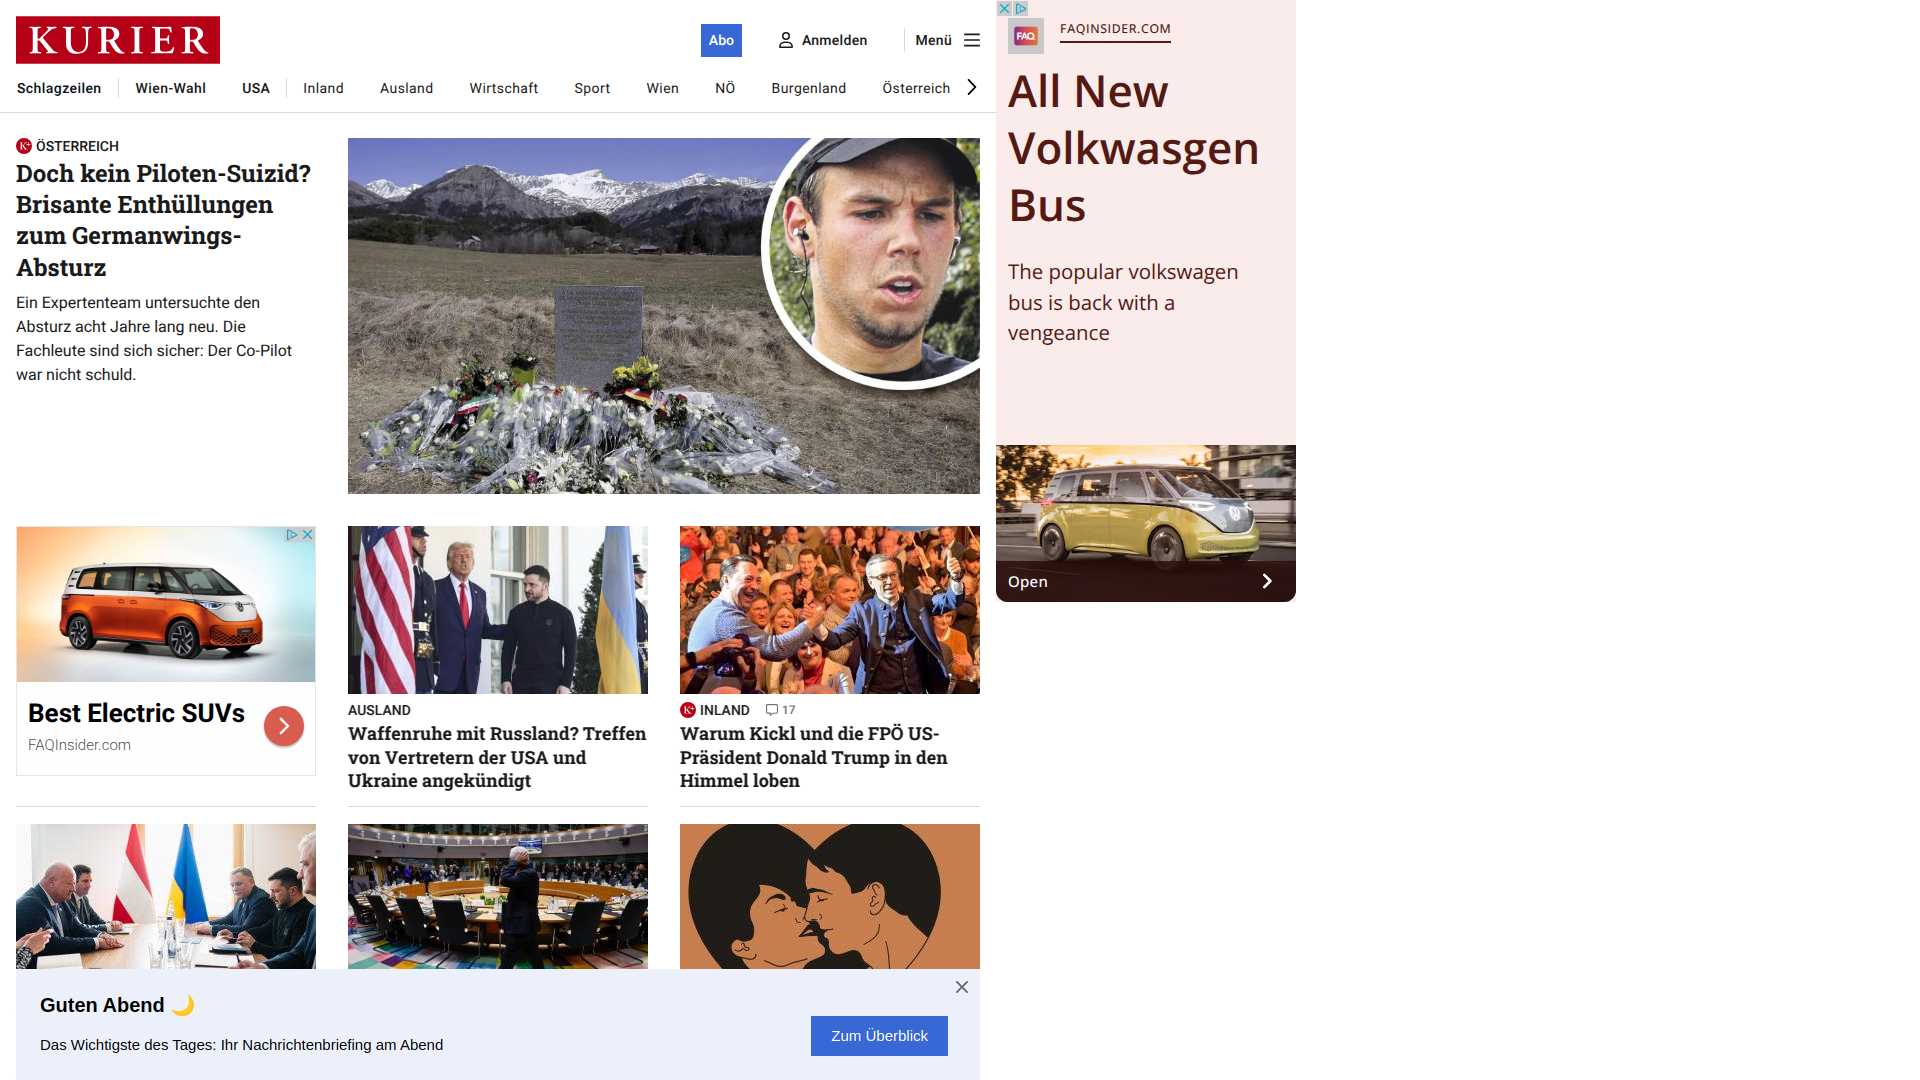 KURIER
Abo
Anmelden
Menü
Schlagzeilen
Wien-Wahl
USA
Inland
Ausland
Wirtschaft
Sport
Wien
NÖ
Burgenland
Österreich
K+ ÖSTERREICH
Doch kein Piloten-Suizid?
Brisante Enthüllungen
zum Germanwings-
Absturz
Ein Expertenteam untersuchte den
Absturz acht Jahre lang neu. Die
Fachleute sind sich sicher: Der Co-Pilot
war nicht schuld.
FAQ
FAQINSIDER.COM
All New
Volkwasgen
Bus
The popular volkswagen
bus is back with a
vengeance
Open
Best Electric SUVs
FAQInsider.com
AUSLAND
Waffenruhe mit Russland? Treffen
von Vertretern der USA und
Ukraine angekündigt
K+ INLAND 17
Warum Kickl und die FPÖ US-
Präsident Donald Trump in den
Himmel loben
Guten Abend 🌙
Das Wichtigste des Tages: Ihr Nachrichtenbriefing am Abend
Zum Überblick